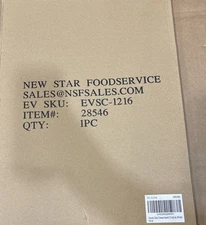 NEW STAR FOODSERVICE
SALES@NSFSALES.COM
EV SKU: EVSC-1216
ITEM#: 28546
QTY: 1PC